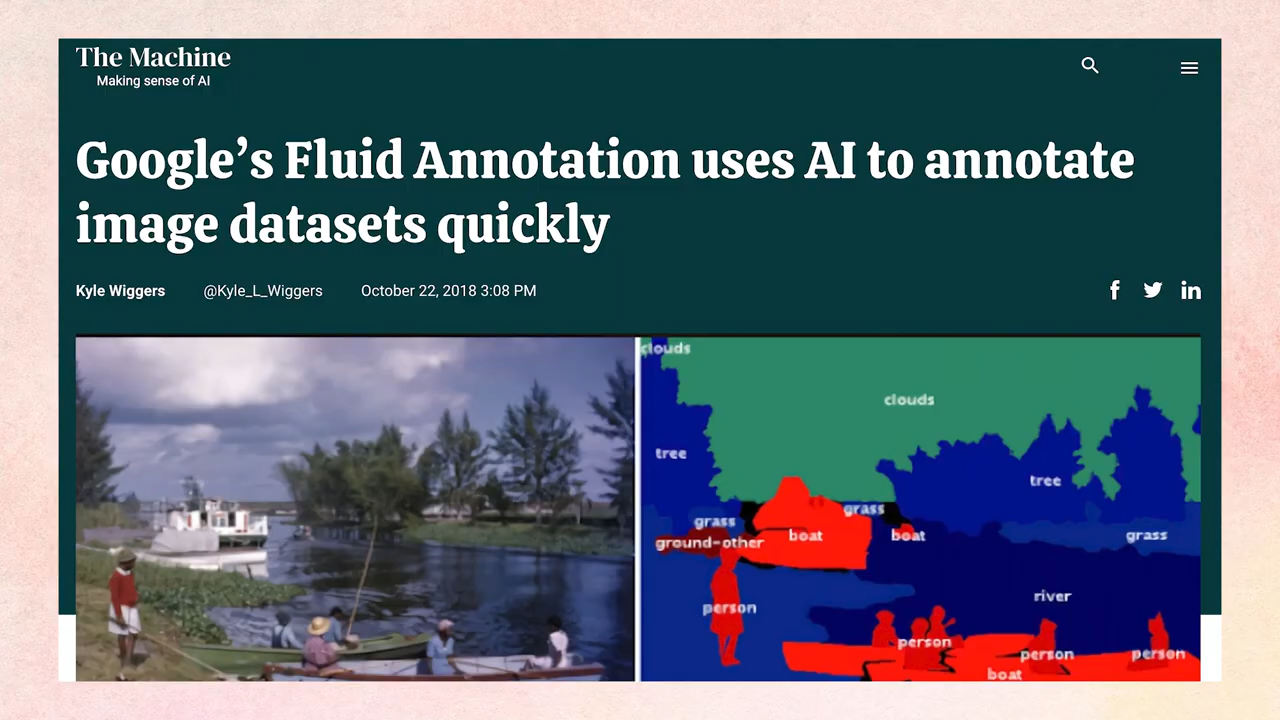 The Machine
Making sense of AI
Google’s Fluid Annotation uses AI to annotate
image datasets quickly
Kyle Wiggers @Kyle_L_Wiggers October 22, 2018 3:08 PM
clouds
clouds
tree
tree
grass
grass
ground-other
boat
boat
grass
river
person
person
person
person
boat